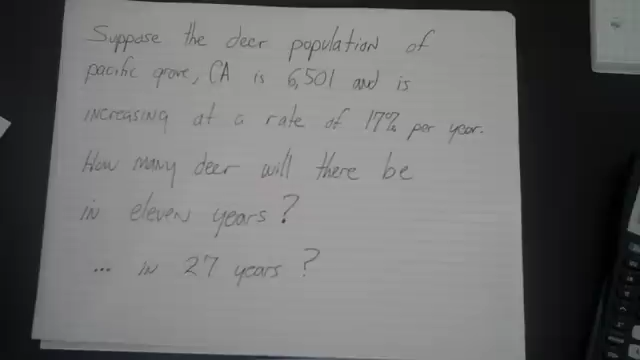 Suppose the deer population of
pacific grove, CA is 6,501 and is
increasing at a rate of 17% per year.
How many deer will there be
in eleven years?
... in 27 years?